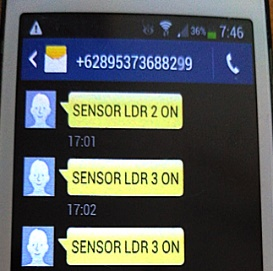 36% 7:46
+62895373688299
SENSOR LDR 2 ON
17:01
SENSOR LDR 3 ON
17:02
SENSOR LDR 3 ON